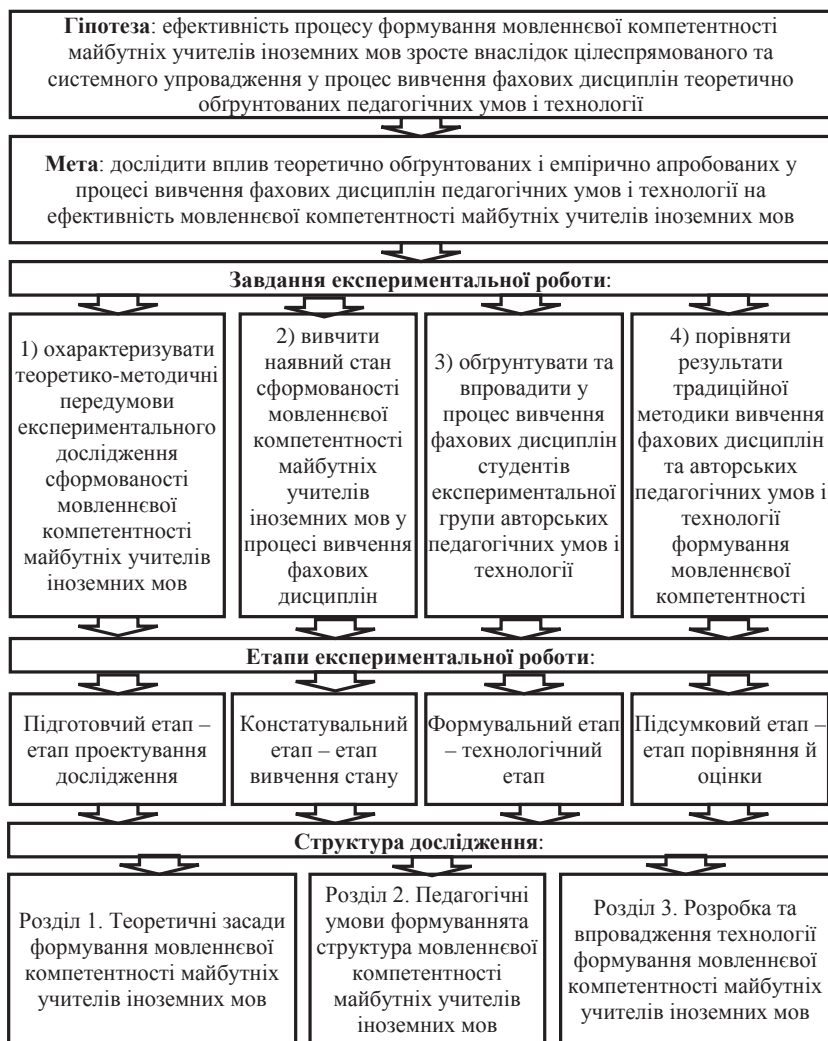 Гіпотеза: ефективність процесу формування мовленнєвої компетентності
майбутніх учителів іноземних мов зросте внаслідок цілеспрямованого та
системного упровадження у процес вивчення фахових дисциплін теоретично
обґрунтованих педагогічних умов і технології
Мета: дослідити вплив теоретично обґрунтованих і емпірично апробованих у
процесі вивчення фахових дисциплін педагогічних умов і технології на
ефективність мовленнєвої компетентності майбутніх учителів іноземних мов
Завдання експериментальної роботи:
1) охарактеризувати
теоретико-методичні
передумови
експериментального
дослідження
сформованості
мовленнєвої
компетентності
майбутніх учителів
іноземних мов
2) вивчити
наявний стан
сформованості
мовленнєвої
компетентності
майбутніх
учителів
іноземних мов у
процесі вивчення
фахових
дисциплін
3) обґрунтувати та
впровадити у
процес вивчення
фахових дисциплін
студентів
експериментальної
групи авторських
педагогічних умов і
технології
4) порівняти
результати
традиційної
методики вивчення
фахових дисциплін
та авторських
педагогічних умов і
технології
формування
мовленнєвої
компетентності
Етапи експериментальної роботи:
Підготовчий етап –
етап проектування
дослідження
Констатувальний
етап – етап
вивчення стану
Формувальний етап
– технологічний
етап
Підсумковий етап –
етап порівняння й
оцінки
Структура дослідження:
Розділ 1. Теоретичні засади
формування мовленнєвої
компетентності майбутніх
учителів іноземних мов
Розділ 2. Педагогічні
умови формуваннята
структура мовленнєвої
компетентності
майбутніх учителів
іноземних мов
Розділ 3. Розробка та
впровадження технології
формування мовленнєвої
компетентності майбутніх
учителів іноземних мов